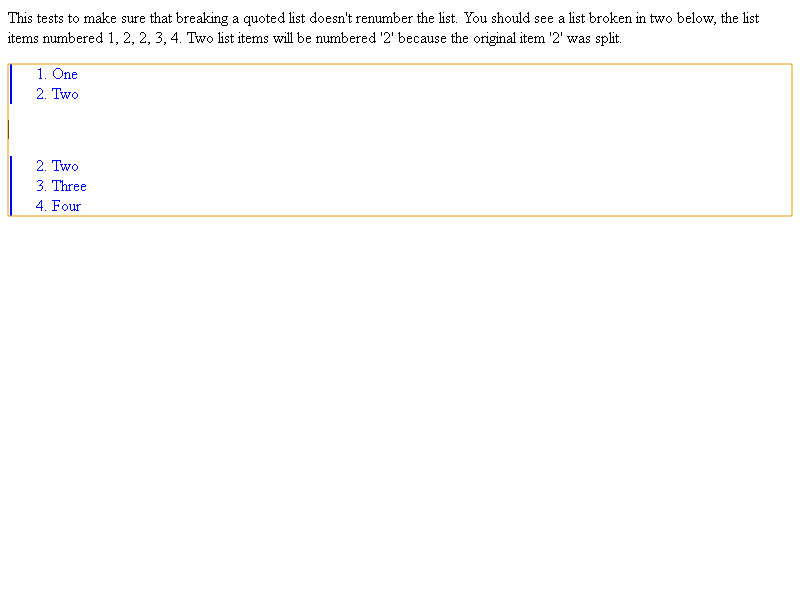 This tests to make sure that breaking a quoted list doesn't renumber the list. You should see a list broken in two below, the list
items numbered 1, 2, 2, 3, 4. Two list items will be numbered '2' because the original item '2' was split.
1. One
2. Two
2. Two
3. Three
4. Four